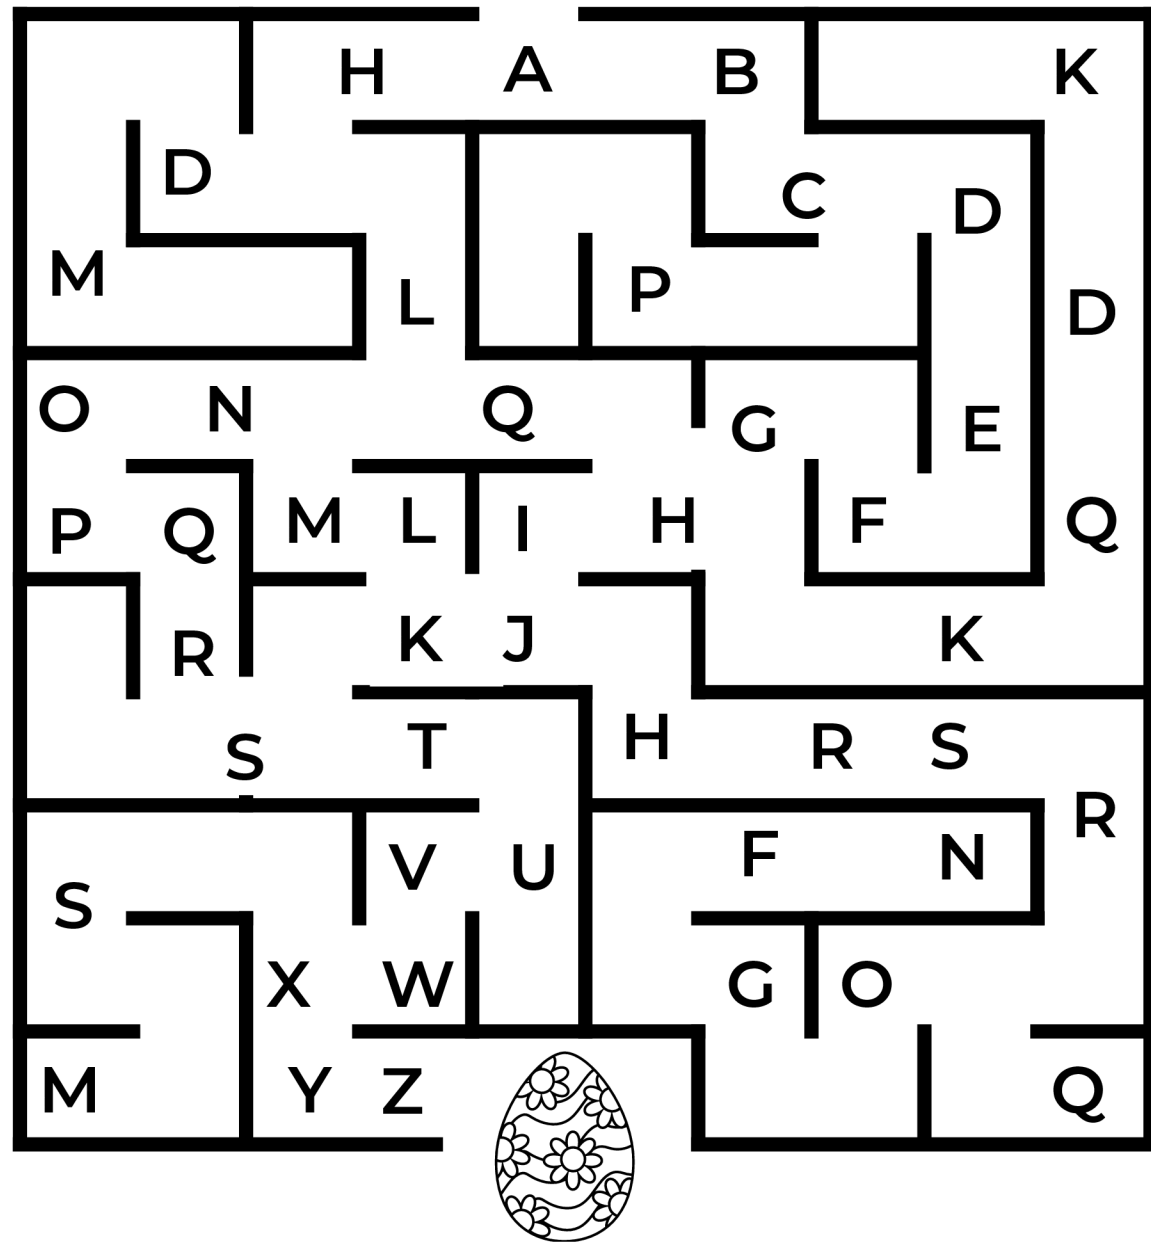 H A B K
D C D
M L P D
O N Q G E
P Q M L I H F Q
R K J K
S T H R S
R
V U F N
S
X W G O
M Y Z Q